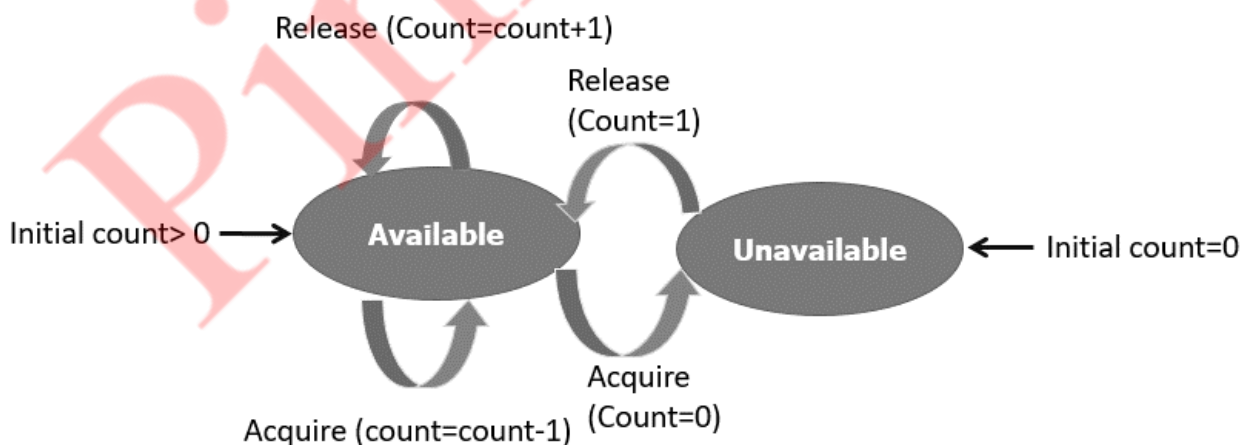 Release (Count=count+1)
Release
(Count=1)
Initial count> 0
Available
Unavailable
Initial count=0
Acquire
(Count=0)
Acquire (count=count-1)